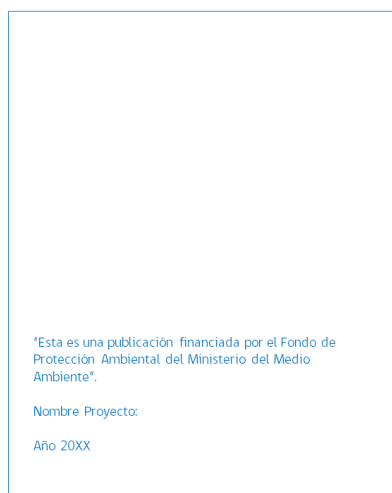 "Esta es una publicación financiada por el Fondo de
Protección Ambiental del Ministerio del Medio
Ambiente".
Nombre Proyecto:
Año 20XX